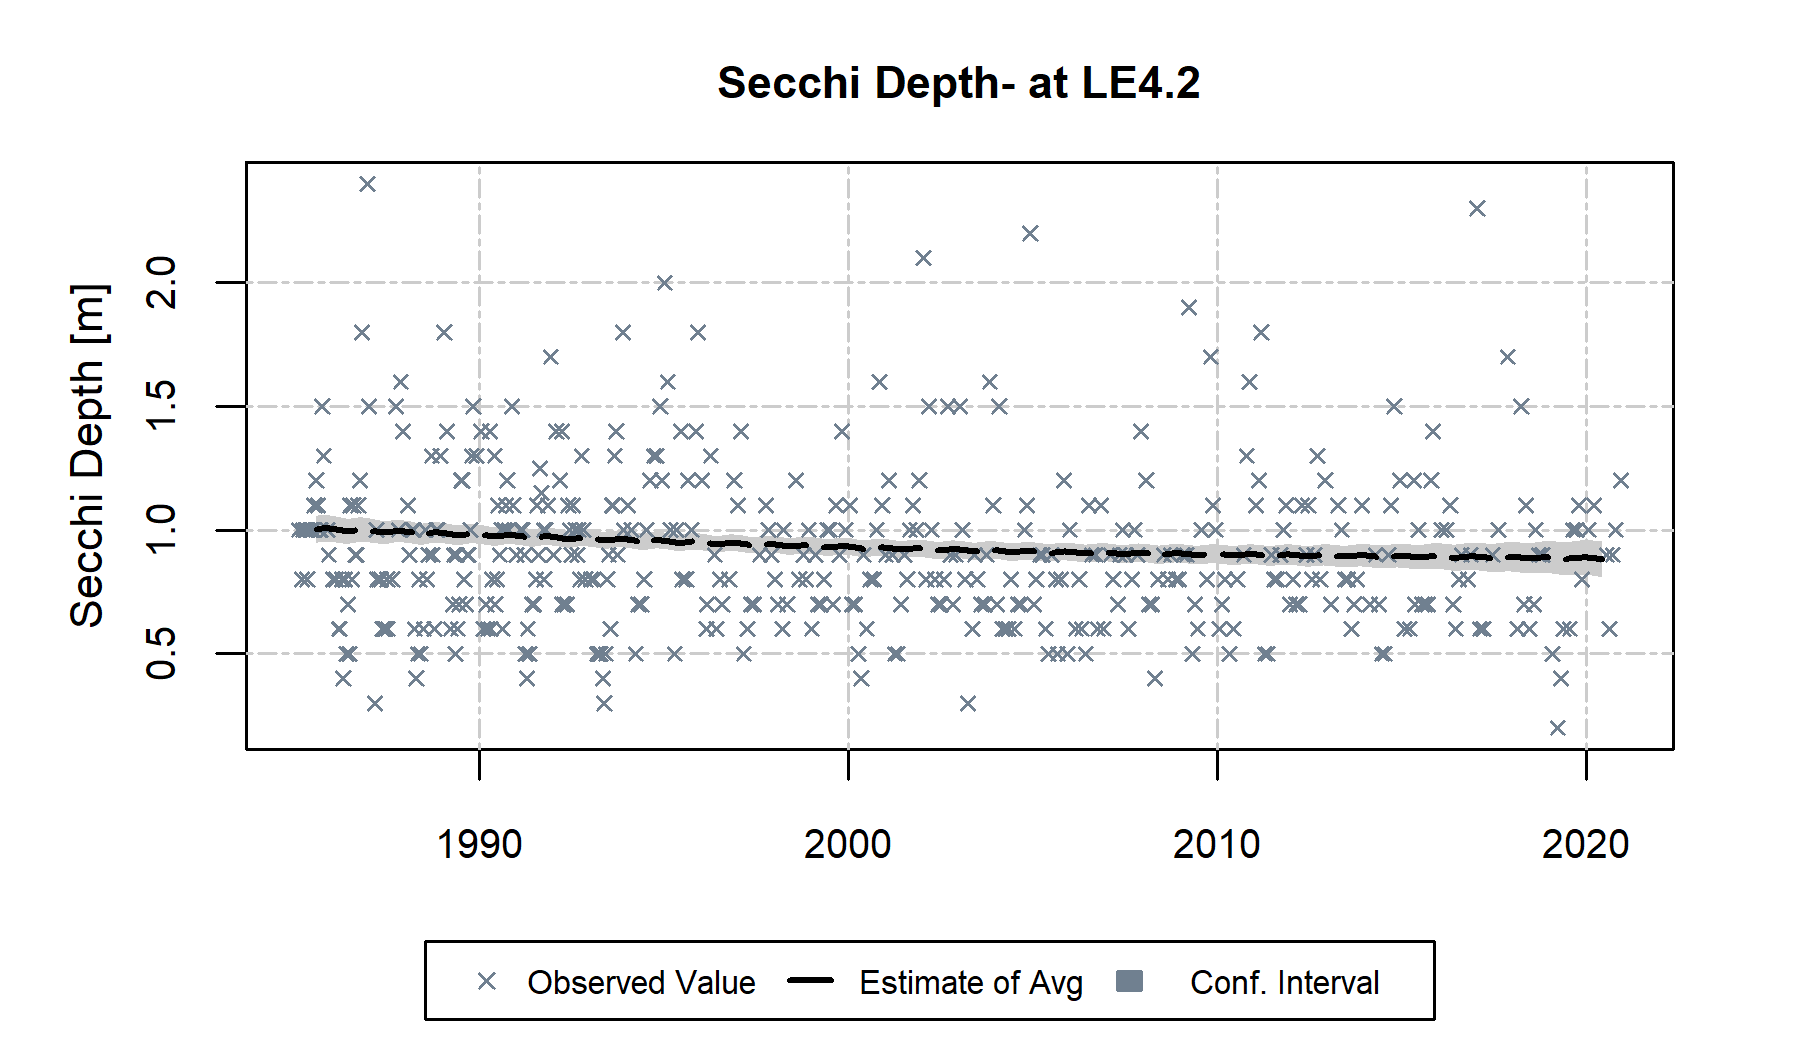 Secchi Depth- at LE4.2
Secchi Depth [m]
2.0
1.5
1.0
0.5
1990 2000 2010 2020
Observed Value Estimate of Avg Conf. Interval